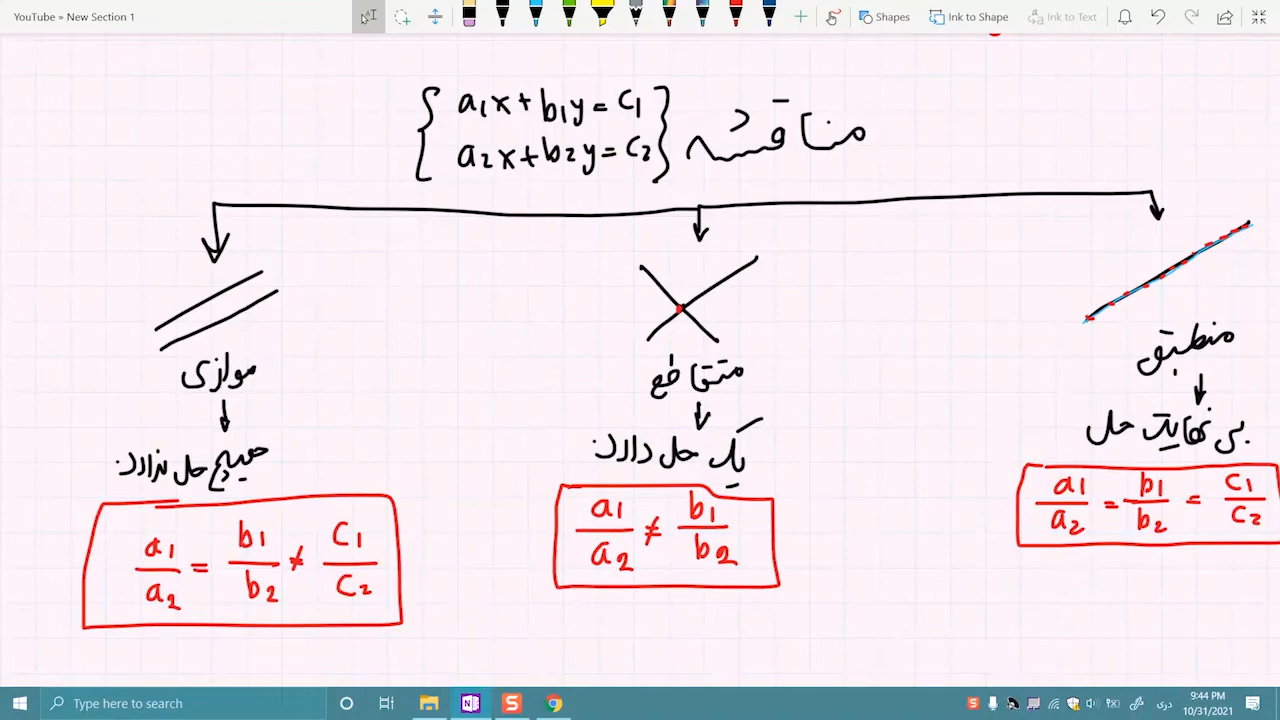 Youtube » New Section 1
Shapes
Ink to Shape
Ink to Text
{ a1x + b1y = c1
a2x + b2y = c2 } مناقشه
موازی
هیچ حل ندارد
a1/a2 = b1/b2 ≠ c1/c2
متقاطع
یک حل دارد
a1/a2 ≠ b1/b2
منطبق
بی نهایت حل
a1/a2 = b1/b2 = c1/c2
Type here to search
دری
9:44 PM
10/31/2021